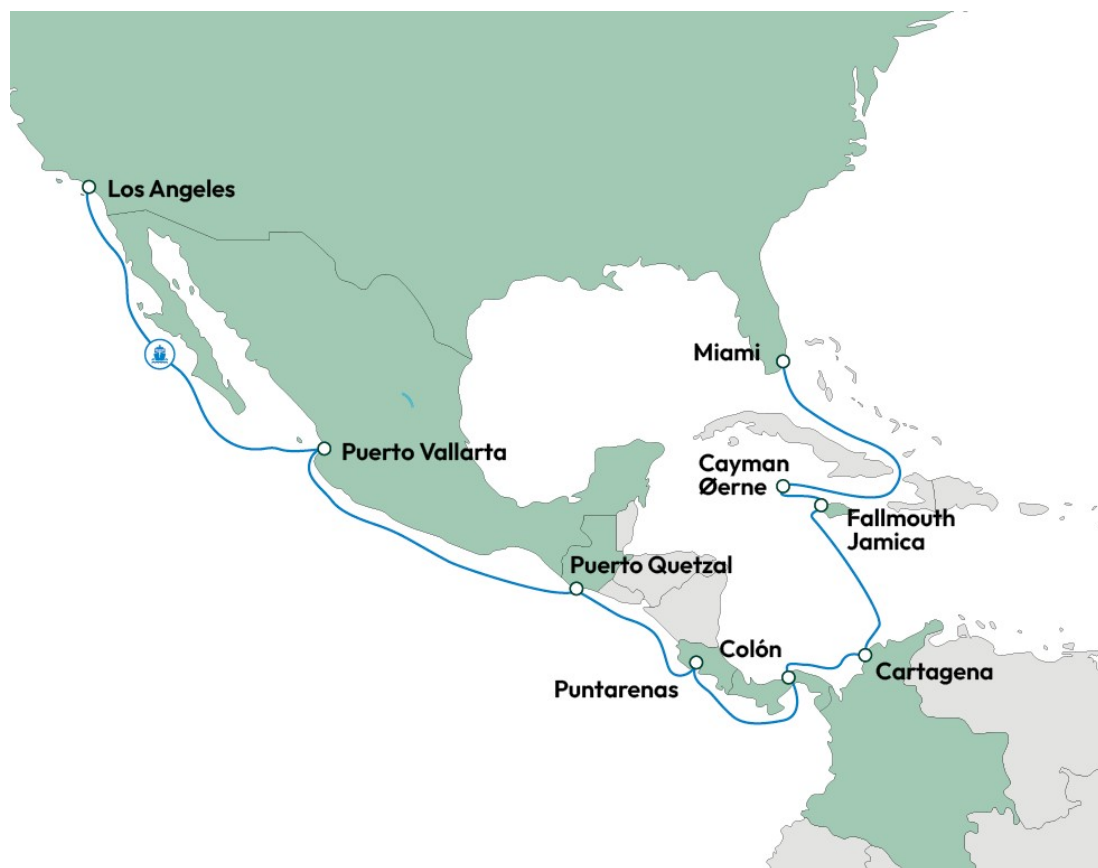 Los Angeles
Miami
Puerto Vallarta
Cayman
Øerne
Fallmouth
Jamica
Puerto Quetzal
Colón
Cartagena
Puntarenas